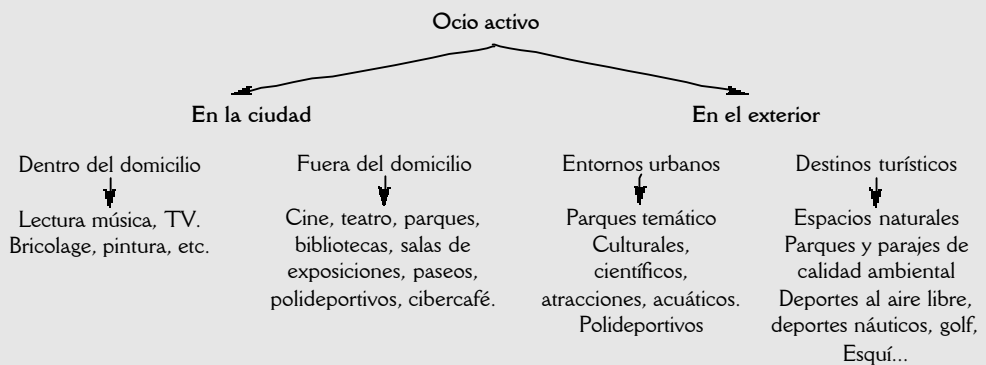 Ocio activo
En la ciudad
En el exterior
Dentro del domicilio
Lectura música, TV.
Bricolage, pintura, etc.
Fuera del domicilio
Cine, teatro, parques,
bibliotecas, salas de
exposiciones, paseos,
polideportivos, cibercafé.
Entornos urbanos
Parques temático
Culturales,
científicos,
atracciones, acuáticos.
Polideportivos
Destinos turísticos
Espacios naturales
Parques y parajes de
calidad ambiental
Deportes al aire libre,
deportes náuticos, golf,
Esquí...